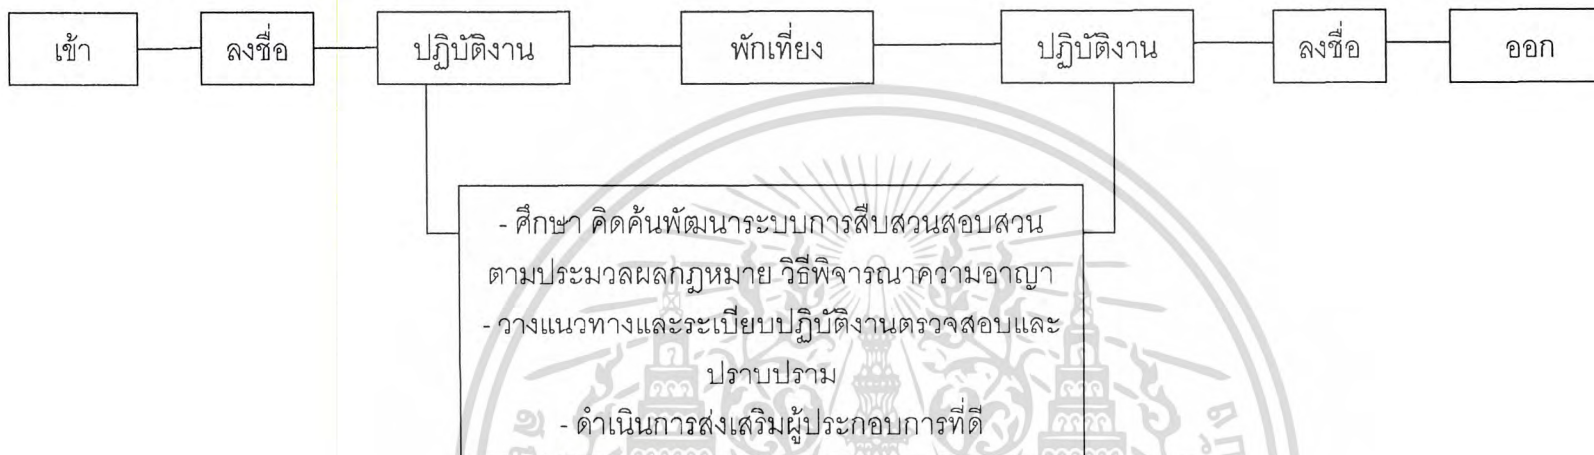 เข้า ลงชื่อ ปฏิบัติงาน พักเที่ยง ปฏิบัติงาน ลงชื่อ ออก
- ศึกษา คิดค้นพัฒนาระบบการสืบสวนสอบสวน
ตามประมวลผลกฎหมาย วิธีพิจารณาความอาญา
- วางแนวทางและระเบียบปฏิบัติงานตรวจสอบและ
ปราบปราม
- ดำเนินการส่งเสริมผู้ประกอบการที่ดี